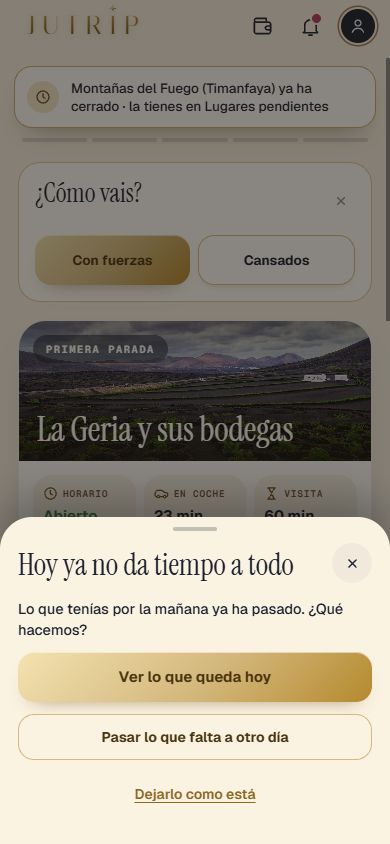 JUTRIP
Montañas del Fuego (Timanfaya) ya ha
cerrado · la tienes en Lugares pendientes
¿Cómo vais?
Con fuerzas
Cansados
PRIMERA PARADA
La Geria y sus bodegas
HORARIO
EN COCHE
VISITA
Abierto
23 min
60 min
Hoy ya no da tiempo a todo
Lo que tenías por la mañana ya ha pasado. ¿Qué
hacemos?
Ver lo que queda hoy
Pasar lo que falta a otro día
Dejarlo como está